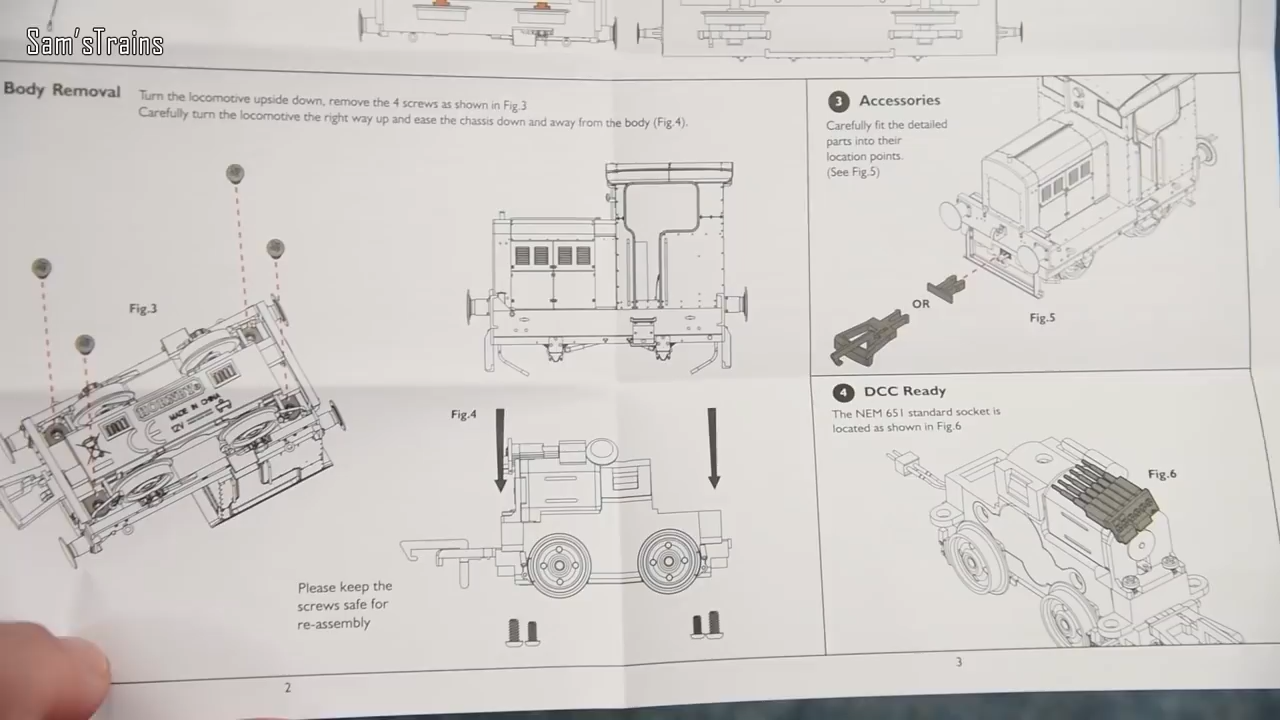 Sam'sTrains
Body Removal
Turn the locomotive upside down, remove the 4 screws as shown in Fig.3
Carefully turn the locomotive the right way up and ease the chassis down and away from the body (Fig.4).
Fig.3
HORNBY
MADE IN CHINA
12V
CE
Fig.4
Please keep the
screws safe for
re-assembly
2
3 Accessories
Carefully fit the detailed
parts into their
location points.
(See Fig.5)
OR
Fig.5
4 DCC Ready
The NEM 651 standard socket is
located as shown in Fig.6
Fig.6
3